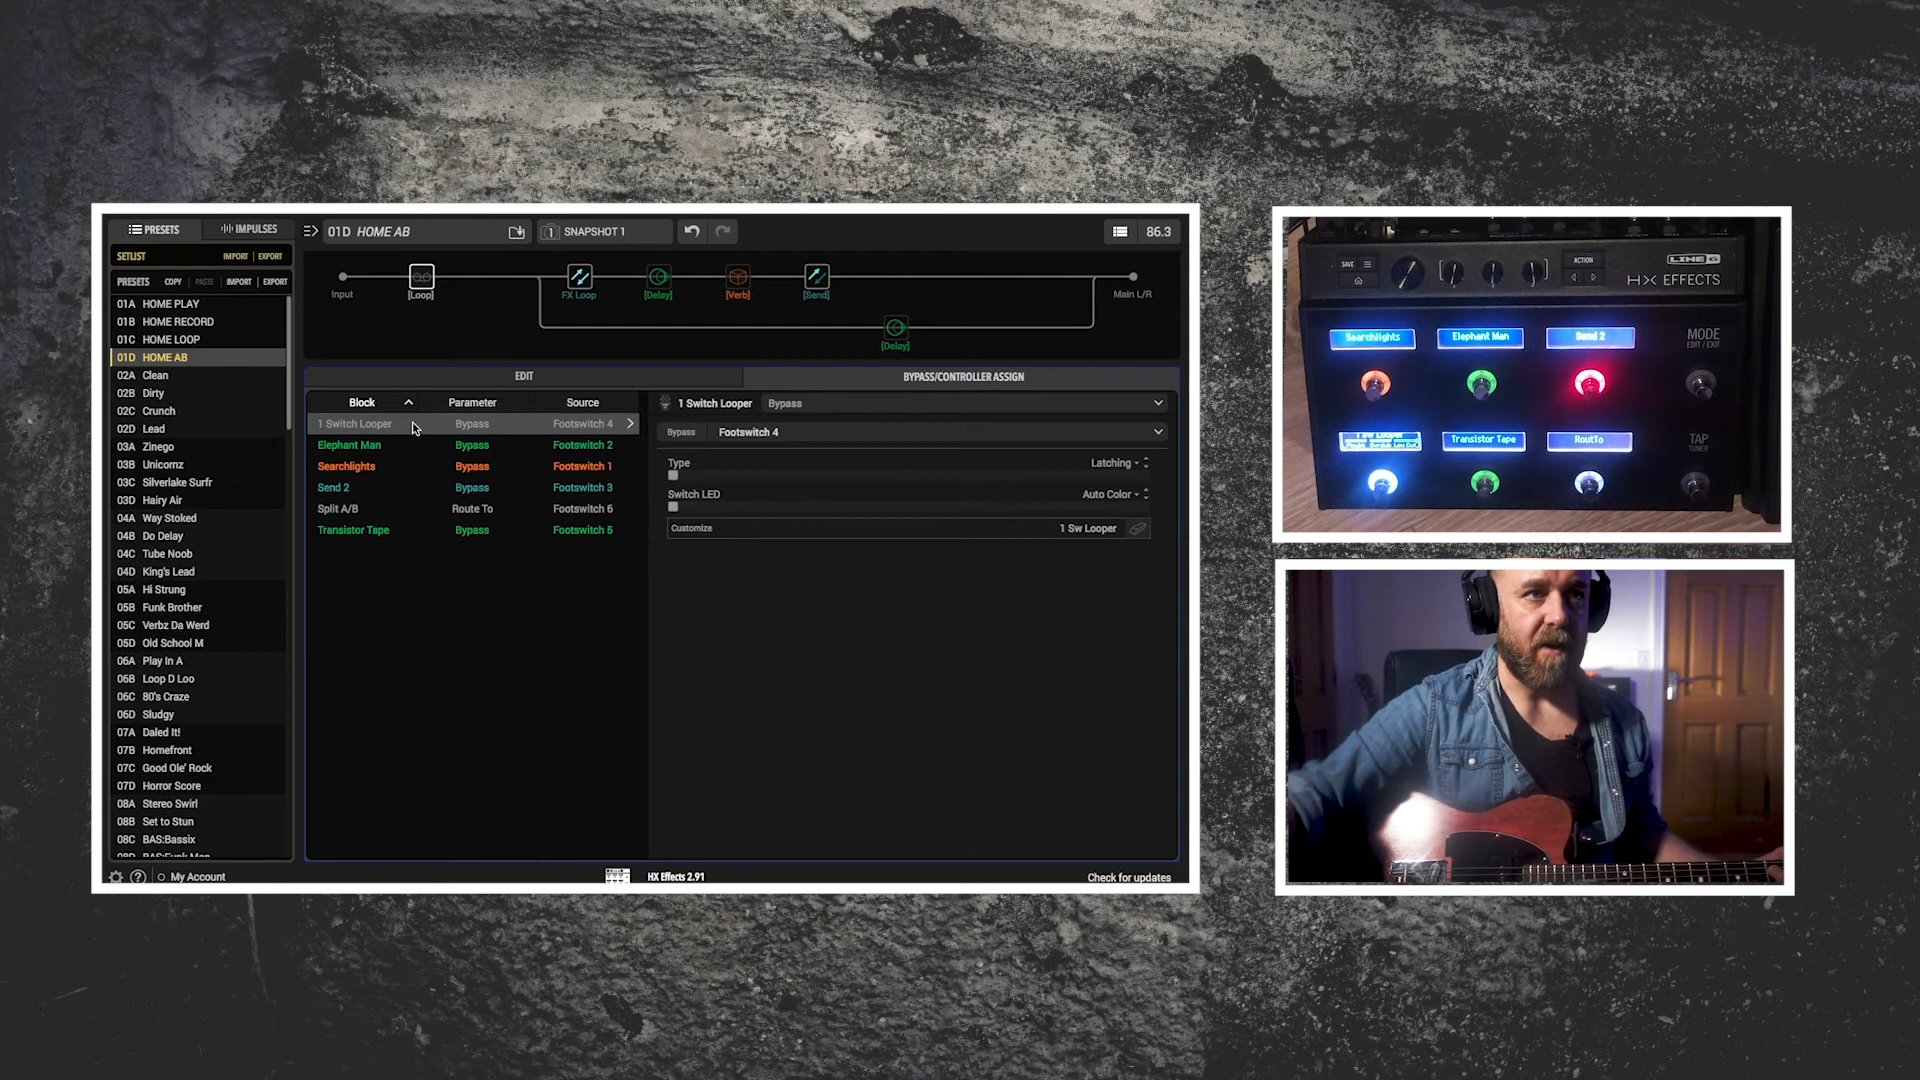 PRESETS
IMPULSES
SETLIST
IMPORT | EXPORT
PRESETS COPY PASTE IMPORT EXPORT
01A HOME PLAY
01B HOME RECORD
01C HOME LOOP
01D HOME AB
02A Clean
02B Dirty
02C Crunch
02D Lead
03A Zinego
03B Unicornz
03C Silverlake Surfr
03D Hairy Air
04A Way Stoked
04B Do Delay
04C Tube Noob
04D King's Lead
05A Hi Strung
05B Funk Brother
05C Verbz Da Werd
05D Old School M
06A Play In A
06B Loop D Loo
06C 80's Craze
06D Sludgy
07A Daled It!
07B Homefront
07C Good Ole' Rock
07D Horror Score
08A Stereo Swirl
08B Set to Stun
08C BAS:Bassix
08D BAS:Funk Man
My Account
01D HOME AB
1 SNAPSHOT 1
86.3
Input
[Loop]
FX Loop
[Delay]
[Verb]
[Send]
Main L/R
[Delay]
EDIT
BYPASS/CONTROLLER ASSIGN
Block Parameter Source
1 Switch Looper Bypass Footswitch 4
Elephant Man Bypass Footswitch 2
Searchlights Bypass Footswitch 1
Send 2 Bypass Footswitch 3
Split A/B Route To Footswitch 6
Transistor Tape Bypass Footswitch 5
1 Switch Looper Bypass
Bypass Footswitch 4
Type Latching
Switch LED Auto Color
Customize 1 Sw Looper
HX Effects 2.91
Check for updates
SAVE
ACTION
LINE 6
HX EFFECTS
Searchlights
Elephant Man
Send 2
MODE
EDIT / EXIT
1 Sw Looper
Transistor Tape
RoutTo
TAP
TUNER